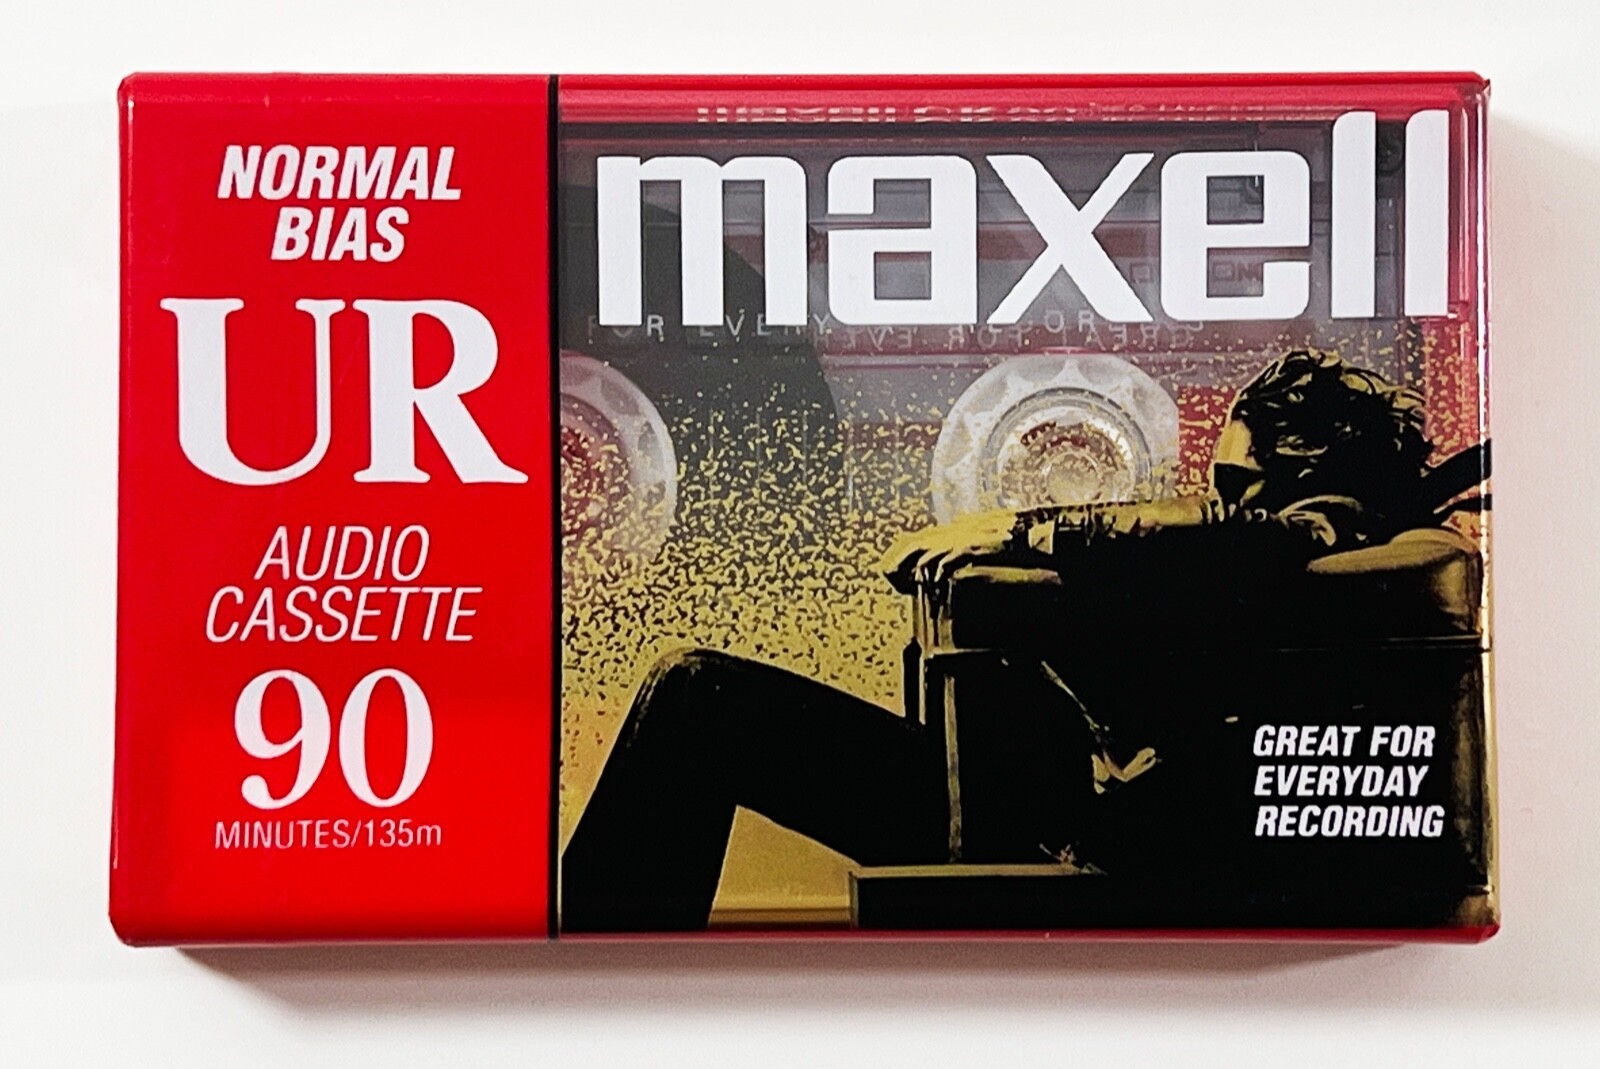 NORMAL
BIAS
UR
AUDIO
CASSETTE
90
MINUTES/135m
maxell
GREAT FOR
EVERYDAY
RECORDING